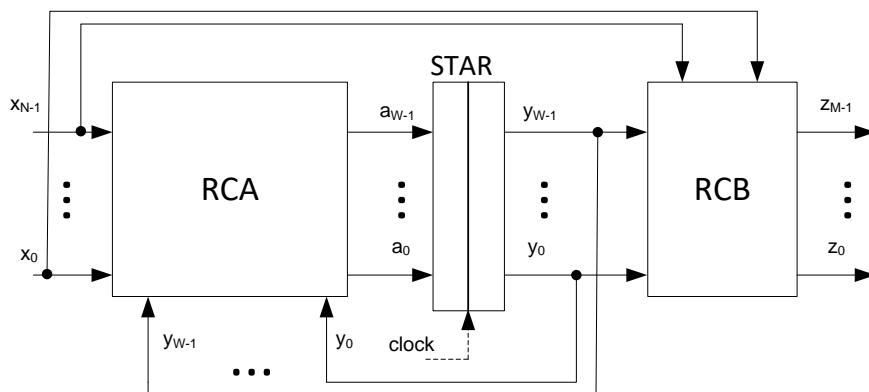 STAR
x_{N-1}
a_{W-1}
y_{W-1}
z_{M-1}
RCA
RCB
x_0
a_0
y_0
z_0
y_{W-1}
y_0
clock